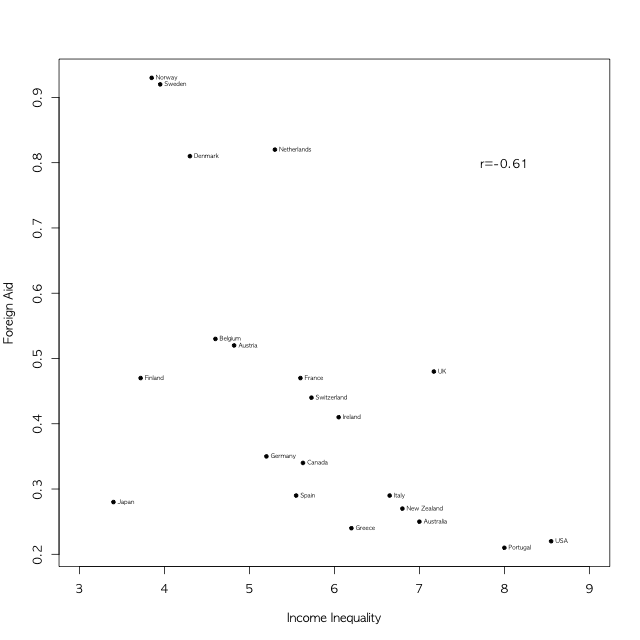 Norway
Sweden
0.9
Netherlands
Denmark
0.8
r=-0.61
0.7
0.6
Foreign Aid
Belgium
Austria
0.5
UK
Finland
France
Switzerland
Ireland
0.4
Germany
Canada
0.3
Spain
Italy
Japan
New Zealand
Australia
Greece
USA
Portugal
0.2
3 4 5 6 7 8 9
Income Inequality